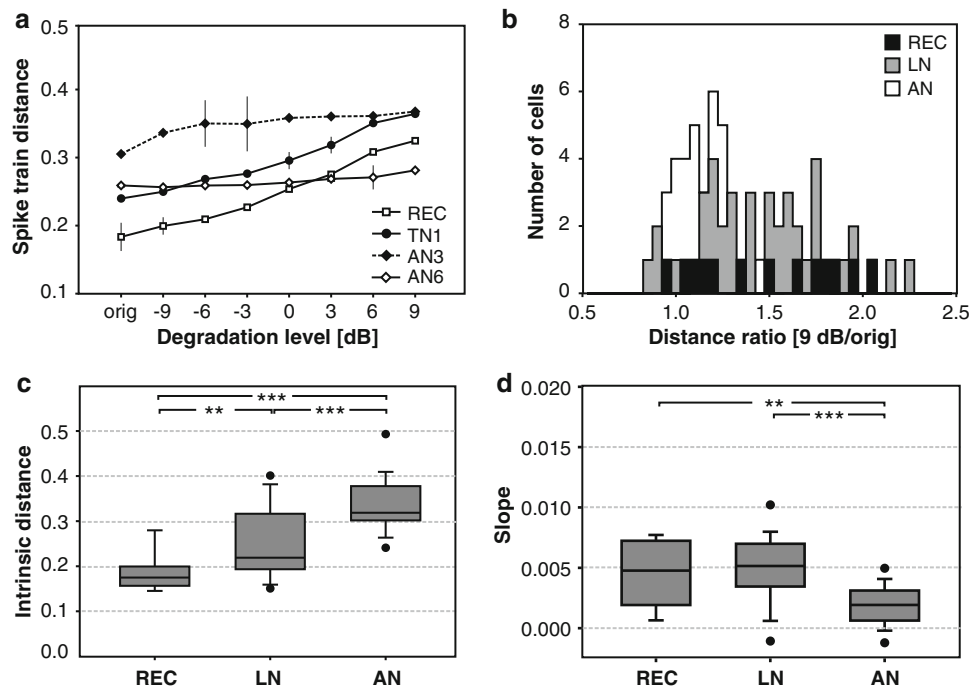 a
0.5
0.4
0.3
0.2
0.1
Spike train distance
orig -9 -6 -3 0 3 6 9
Degradation level [dB]
REC
TN1
AN3
AN6
b
8
6
4
2
0
Number of cells
0.5 1.0 1.5 2.0 2.5
Distance ratio [9 dB/orig]
REC
LN
AN
c
0.5
0.4
0.3
0.2
0.1
0.0
Intrinsic distance
***
** ***
REC LN AN
d
0.020
0.015
0.010
0.005
0.000
Slope
**
***
REC LN AN